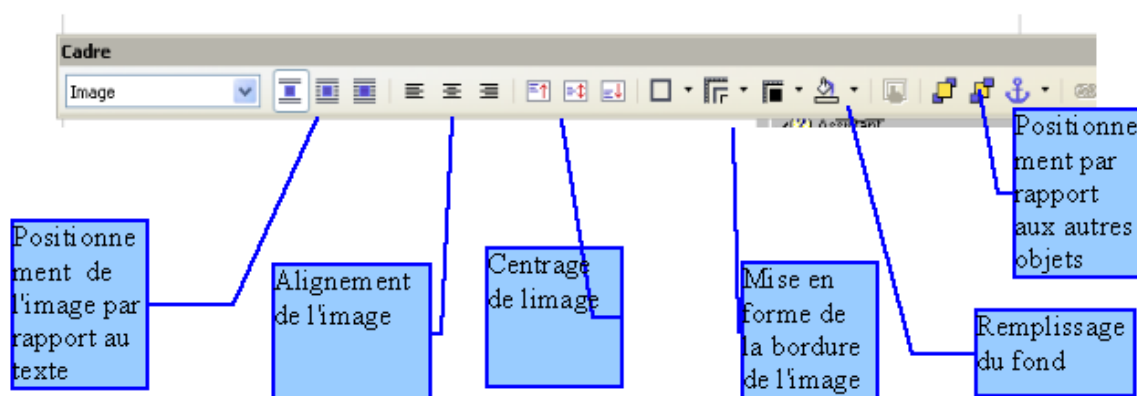 Cadre
Image
Assistant
Positionne
ment par
rapport
aux autres
objets
Positionne
ment de
l'image par
rapport au
texte
Alignement
de l'image
Centrage
de limage
Mise en
forme de
la bordure
de l'image
Remplissage
du fond